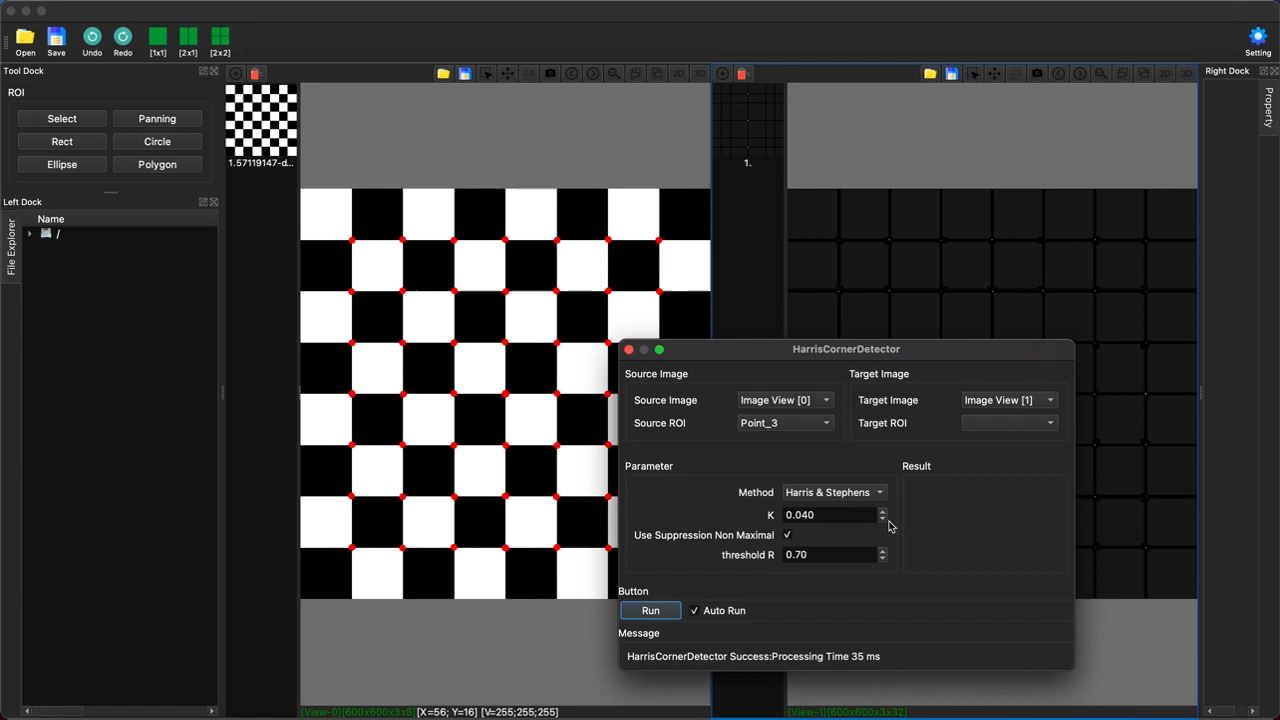 Open Save Undo Redo [1x1] [2x1] [2x2] Setting
Tool Dock
ROI
Select Panning
Rect Circle
Ellipse Polygon
Left Dock
Name
/
File Explorer
1.57119147-d...
2D 3D
1.
2D 3D
Right Dock
Property
HarrisCornerDetector
Source Image Target Image
Source Image Image View [0] Target Image Image View [1]
Source ROI Point_3 Target ROI
Parameter Result
Method Harris & Stephens
K 0.040
Use Suppression Non Maximal
threshold R 0.70
Button
Run Auto Run
Message
HarrisCornerDetector Success:Processing Time 35 ms
[View-0][600x600x3x8] [X=56; Y=16] [V=255;255;255]
[View-1][600x600x3x32]